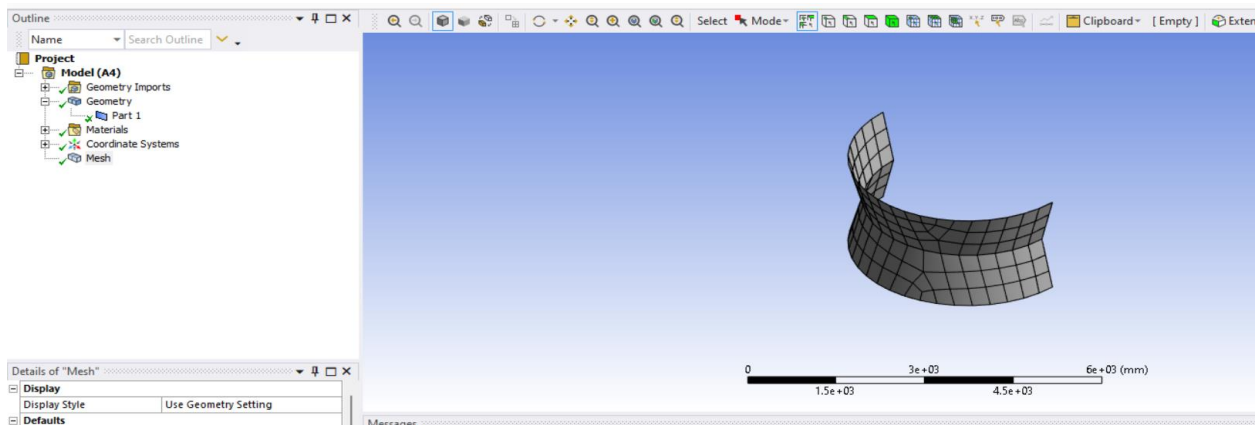 Outline
Name
Search Outline
Project
Model (A4)
Geometry Imports
Geometry
Part 1
Materials
Coordinate Systems
Mesh
Details of "Mesh"
Display
Display Style Use Geometry Setting
Defaults
Select Mode
Clipboard [ Empty ] Exten
0 3e+03 6e+03 (mm)
1.5e+03 4.5e+03
Messages